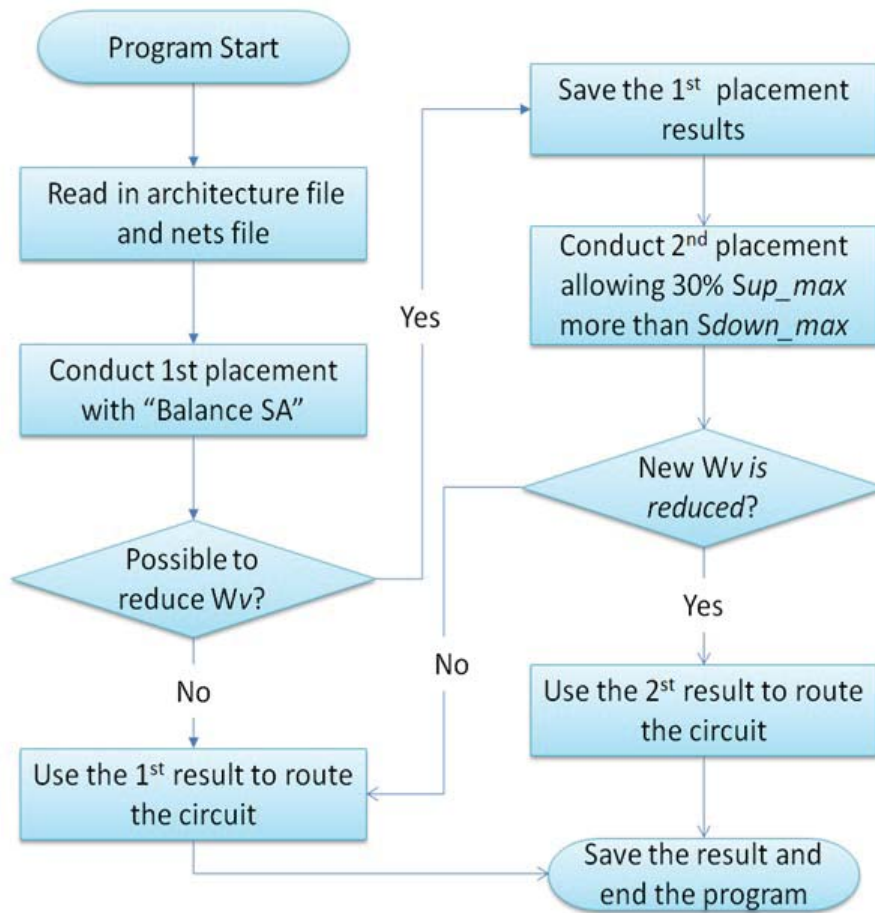 Program Start
Read in architecture file
and nets file
Conduct 1st placement
with “Balance SA”
Possible to
reduce Wv?
Yes
No
Use the 1st result to route
the circuit
Save the 1st placement
results
Conduct 2nd placement
allowing 30% Sup_max
more than Sdown_max
New Wv is
reduced?
No
Yes
Use the 2st result to route
the circuit
Save the result and
end the program